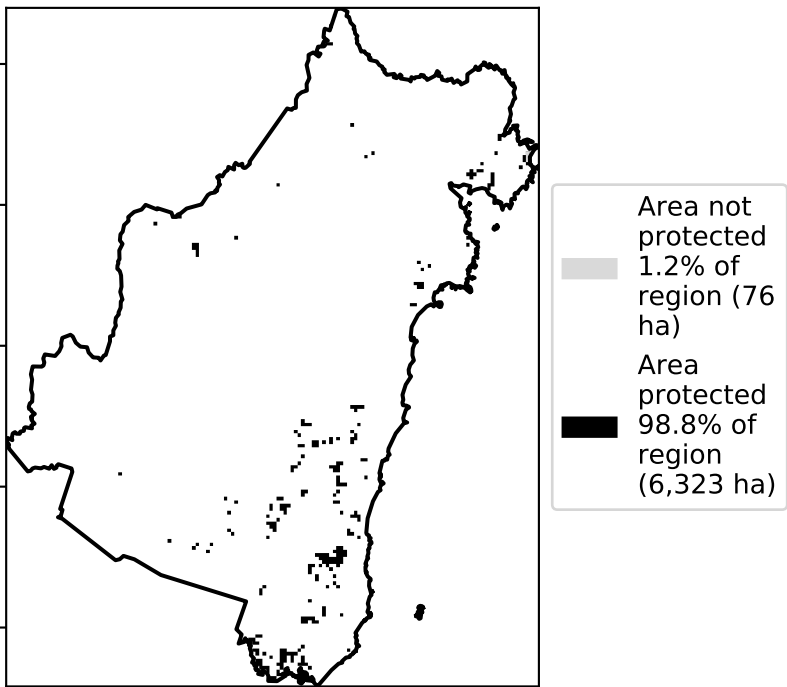 Area not
protected
1.2% of
region (76
ha)
Area
protected
98.8% of
region
(6,323 ha)